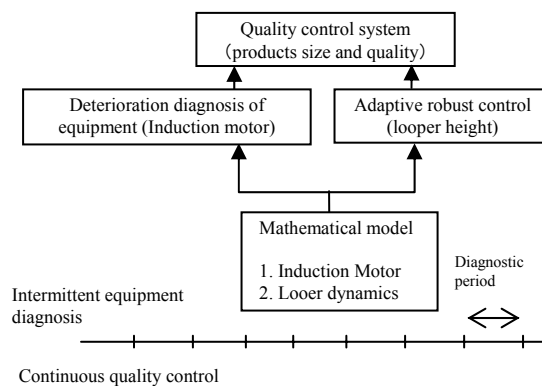 Quality control system
(products size and quality)
Deterioration diagnosis of
equipment (Induction motor)
Adaptive robust control
(looper height)
Mathematical model
1. Induction Motor
2. Looer dynamics
Diagnostic
period
Intermittent equipment
diagnosis
Continuous quality control